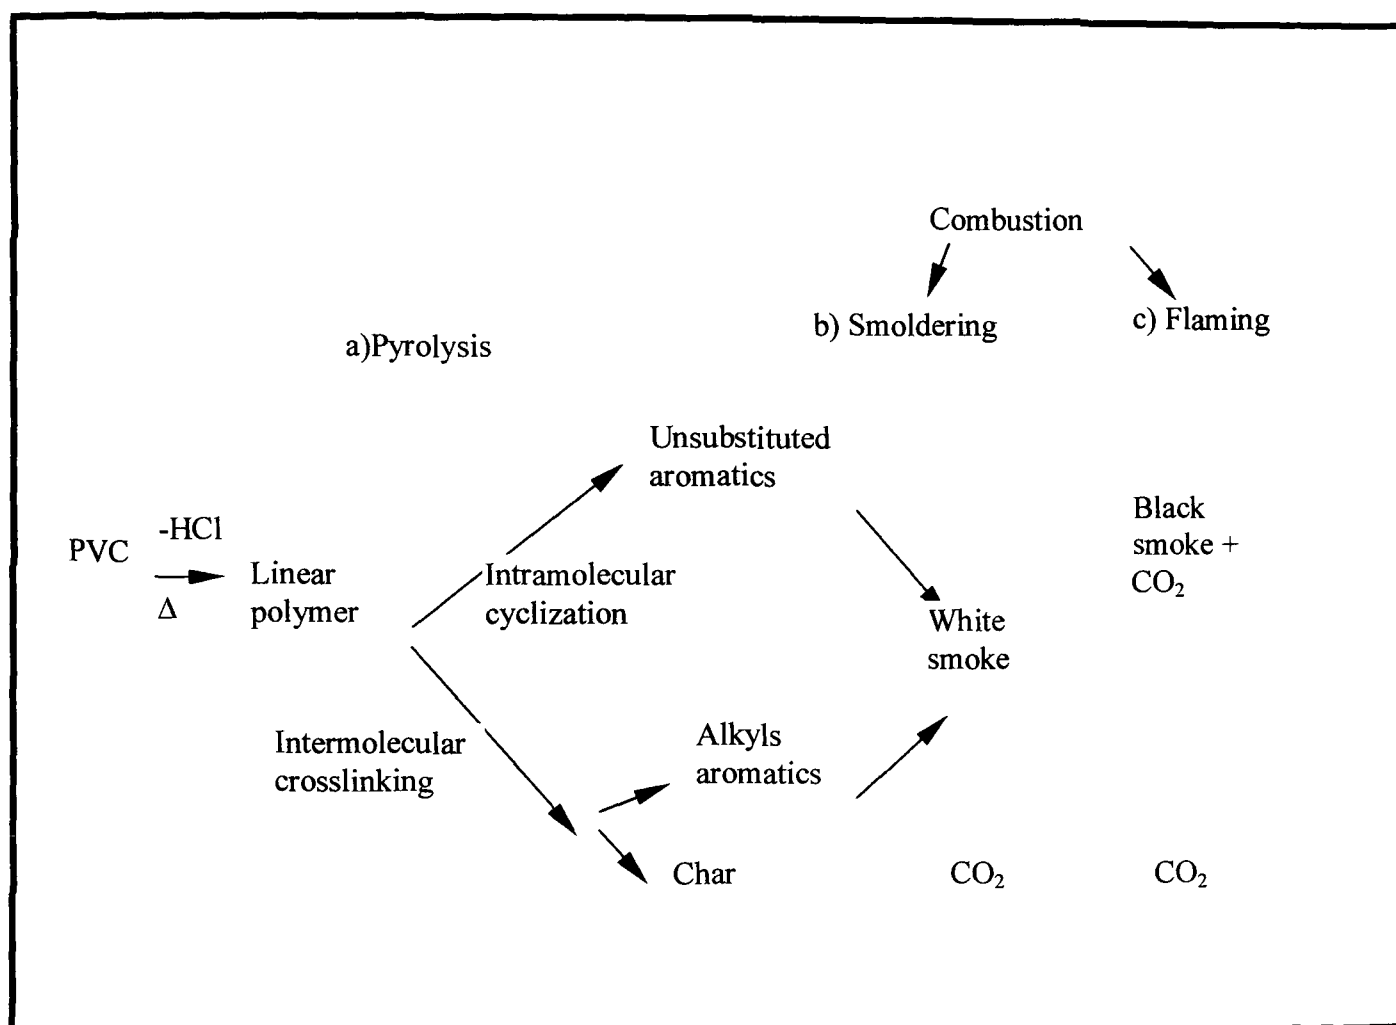 Combustion
b) Smoldering
c) Flaming
a)Pyrolysis
Unsubstituted
aromatics
-HCl
PVC
Δ
Linear
polymer
Intramolecular
cyclization
Black
smoke +
CO₂
White
smoke
Intermolecular
crosslinking
Alkyls
aromatics
Char
CO₂
CO₂